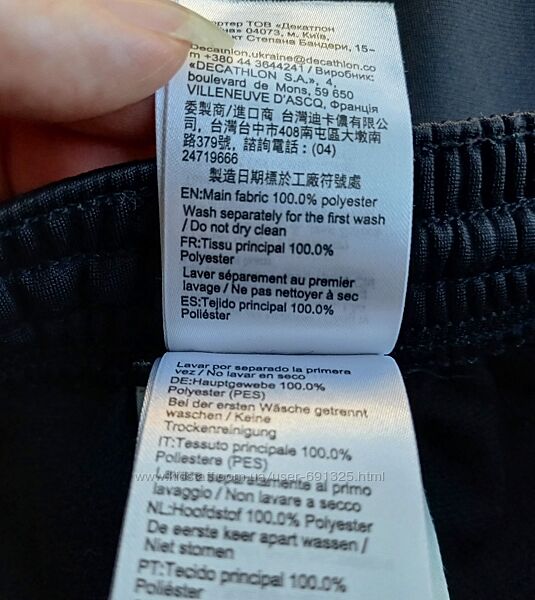 ортер ТОВ «Декатлон
на» 04073, м. Київ,
кт Степана Бандери, 15-
Decathlon.ukraine@decathlon.co
m +380 44 3644241 / Виробник:
«DECATHLON S.A.», 4,
boulevard de Mons, 59 650
VILLENEUVE D'ASCQ, Франція
委製商/進口商 台灣迪卡儂有限公
司, 台灣台中市408南屯區大墩南
路379號, 諮詢電話: (04)
24719666
製造日期標於工廠符號處
EN:Main fabric 100.0% polyester
Wash separately for the first wash
/ Do not dry clean
FR:Tissu principal 100.0%
Polyester
Laver séparement au premier
lavage / Ne pas nettoyer à sec
ES:Tejido principal 100.0%
Poliéster
Lavar por separado la primera
vez / No lavar en seco
DE:Hauptgewebe 100.0%
Polyester (PES)
Bei der ersten Wäsche getrennt
waschen / Keine
Trockenreinigung
IT:Tessuto principale 100.0%
Poliestere (PES)
separatamente al primo
lavaggio / Non lavare a secco
NL:Hoofdstof 100.0% Polyester
De eerste keer apart wassen /
Niet stomen
PT:Tecido principal 100.0%
Poliéster